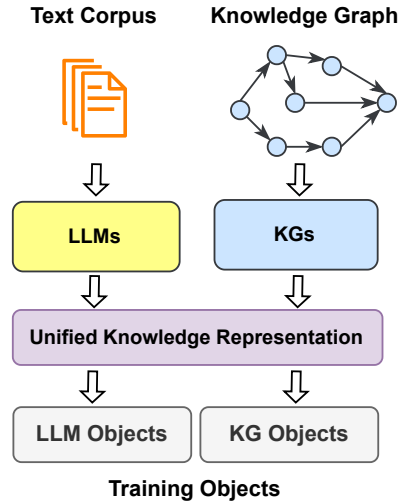 Text Corpus
Knowledge Graph
LLMs
KGs
Unified Knowledge Representation
LLM Objects
KG Objects
Training Objects